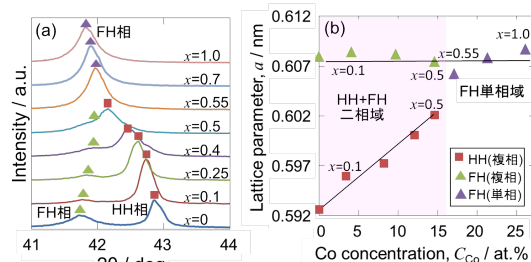 (a)
FH相
x=1.0
x=0.7
x=0.55
x=0.5
x=0.4
x=0.25
x=0.1
x=0
FH相
HH相
Intensity / a.u.
41
42
43
44
(b)
0.612
0.607
0.602
0.597
0.592
Lattice parameter, a / nm
x=1.0
x=0.55
x=0.1
x=0.5
HH+FH
二相域
FH単相域
x=0.5
x=0.1
HH(複相)
FH(複相)
FH(単相)
0
5
10
15
20
25
Co concentration, C_Co / at.%